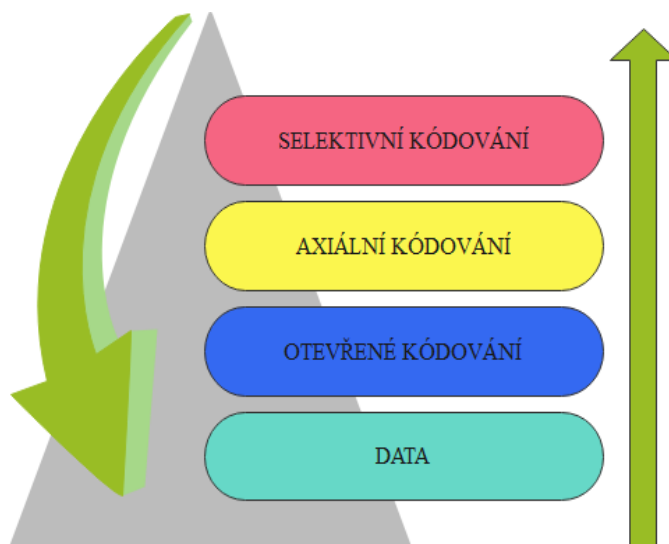 SELEKTIVNÍ KÓDOVÁNÍ
AXIÁLNÍ KÓDOVÁNÍ
OTEVŘENÉ KÓDOVÁNÍ
DATA